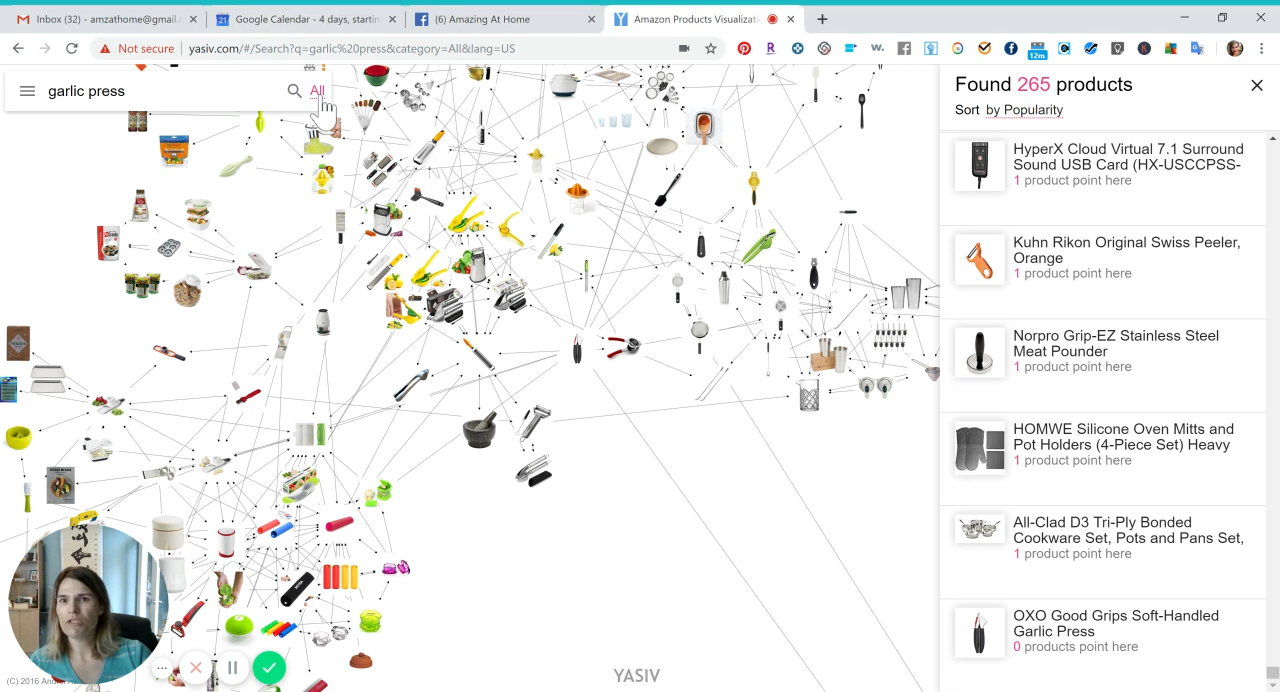 Inbox (32) - amzathome@gmail.
Google Calendar - 4 days, startin
(6) Amazing At Home
Amazon Products Visualizati
Not secure
yasiv.com/#/Search?q=garlic%20press&category=All&lang=US
12m
garlic press
All
Found 265 products
Sort by Popularity
HyperX Cloud Virtual 7.1 Surround
Sound USB Card (HX-USCCPSS-
1 product point here
Kuhn Rikon Original Swiss Peeler,
Orange
1 product point here
Norpro Grip-EZ Stainless Steel
Meat Pounder
1 product point here
HOMWE Silicone Oven Mitts and
Pot Holders (4-Piece Set) Heavy
1 product point here
All-Clad D3 Tri-Ply Bonded
Cookware Set, Pots and Pans Set,
1 product point here
OXO Good Grips Soft-Handled
Garlic Press
0 products point here
YASIV
(C) 2016